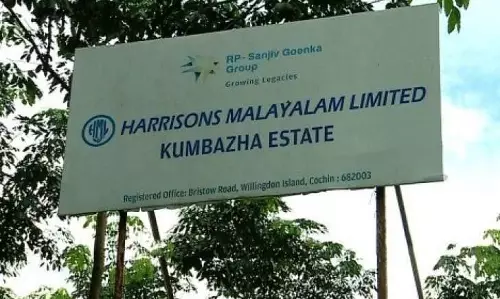 RP-Sanjiv Goenka
Group
Growing Legacies
HML
HARRISONS MALAYALAM LIMITED
KUMBAZHA ESTATE
Registered Office: Bristow Road, Willingdon Island, Cochin : 682003